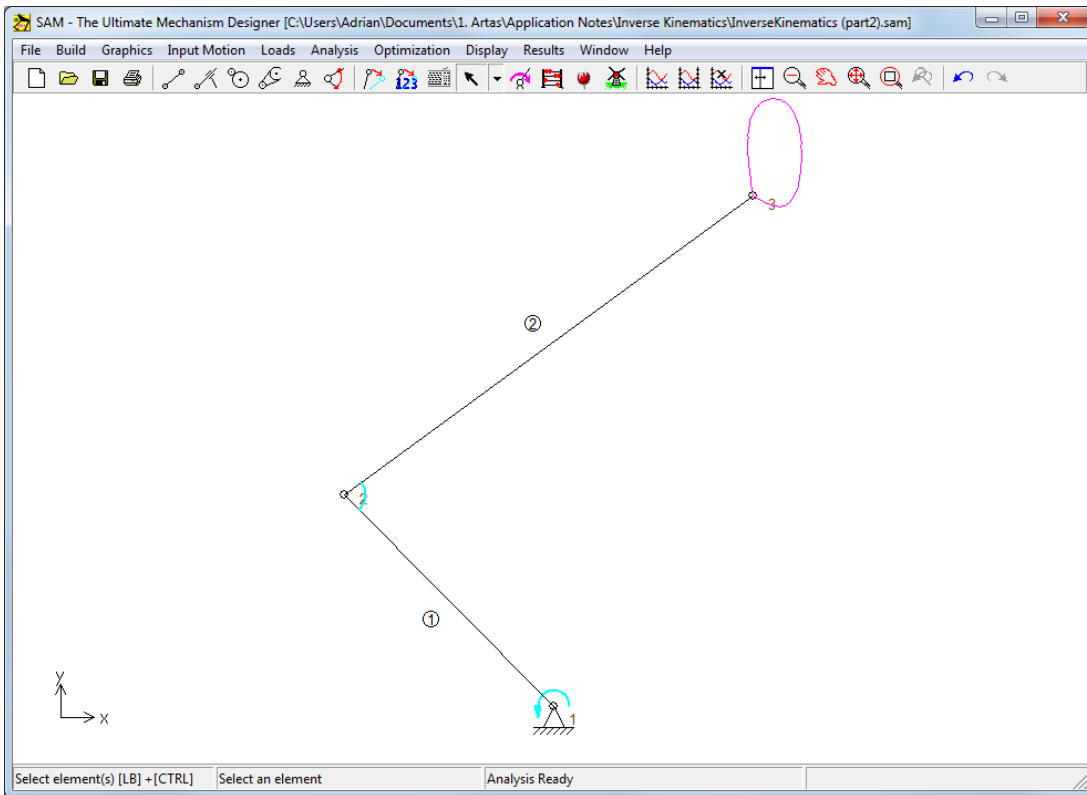 SAM - The Ultimate Mechanism Designer [C:\Users\Adrian\Documents\1. Artas\Application Notes\Inverse Kinematics\InverseKinematics (part2).sam]
File Build Graphics Input Motion Loads Analysis Optimization Display Results Window Help
123
3
2
2
1
1
y
x
Select element(s) [LB] +[CTRL] Select an element Analysis Ready